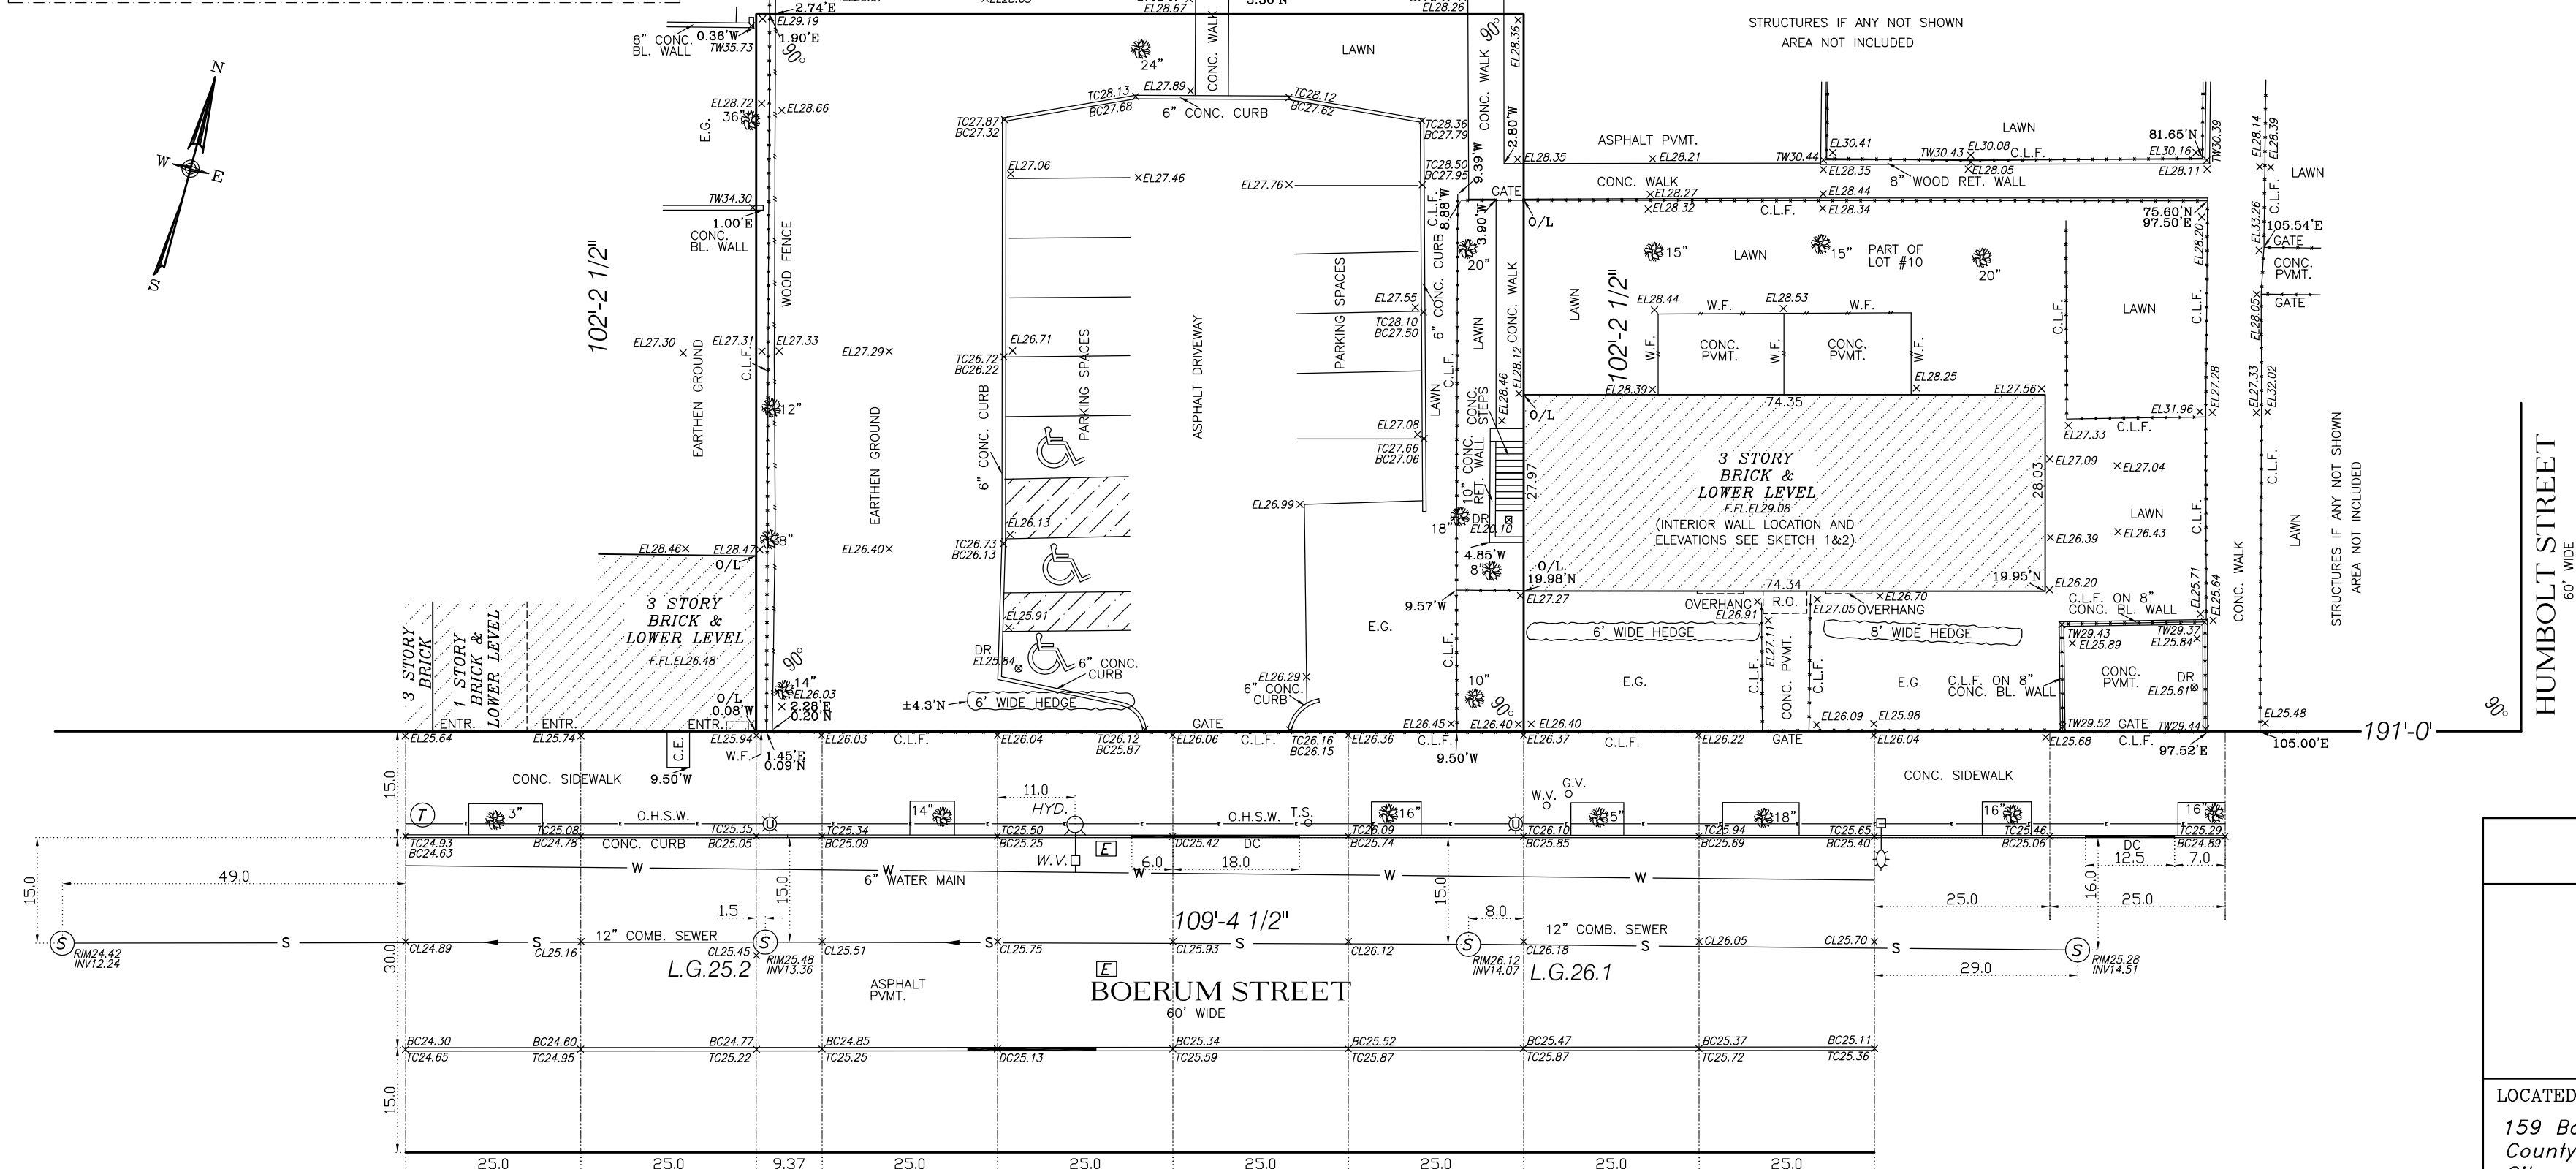 2.74'E
EL28.67
3.36'N
EL28.26
EL29.19
1.90'E
0.36'W
8" CONC.
BL. WALL
TW35.73
90°
24"
CONC. WALK
LAWN
CONC. WALK
90°
EL28.36
STRUCTURES IF ANY NOT SHOWN
AREA NOT INCLUDED
N
W
E
S
EL28.72
EL28.66
36"
E.G.
TC28.13
BC27.68
EL27.89
TC28.12
BC27.62
6" CONC. CURB
TC27.87
BC27.32
TC28.36
BC27.79
2.80'W
9.39'W
ASPHALT PVMT.
EL28.35
EL28.21
TW30.44
EL30.41
LAWN
TW30.43
EL30.08
C.L.F.
81.65'N
EL30.16
TW30.39
EL28.14
EL28.39
LAWN
EL28.35
EL28.05
EL28.11
8" WOOD RET. WALL
CONC. WALK
EL27.06
EL27.46
EL27.76
TC28.50
BC27.95
GATE
EL28.27
EL28.32
EL28.44
EL28.34
C.L.F.
C.L.F.
TW34.30
1.00'E
CONC.
BL. WALL
WOOD FENCE
102'-2 1/2"
C.L.F.
8.88'W
3.90'W
O/L
75.60'N
97.50'E
EL28.20
EL33.26
105.54'E
GATE
CONC.
PVMT.
GATE
EL28.05
20"
15"
LAWN
15"
PART OF
LOT #10
20"
LAWN
102'-2 1/2"
EL28.44
W.F.
EL28.53
W.F.
C.L.F.
LAWN
C.L.F.
EL27.55
TC28.10
BC27.50
6" CONC. CURB
LAWN
CONC. WALK
PARKING SPACES
EL27.30
EL27.31
EL27.33
EL27.29
C.L.F.
EARTHEN GROUND
EARTHEN GROUND
EL26.71
TC26.72
BC26.22
PARKING SPACES
ASPHALT DRIVEWAY
W.F.
CONC.
PVMT.
W.F.
CONC.
PVMT.
W.F.
EL28.12
EL28.46
EL28.39
EL28.25
EL27.56
74.35
O/L
EL31.96
EL27.28
EL27.33
EL32.02
EL27.33
C.L.F.
12"
6" CONC. CURB
LAWN
C.L.F.
EL27.08
TC27.66
BC27.06
10" CONC.
RET. WALL
CONC.
STEPS
27.97
3 STORY
BRICK &
LOWER LEVEL
F.FL.EL29.08
(INTERIOR WALL LOCATION AND
ELEVATIONS SEE SKETCH 1&2)
28.03
EL27.09
EL27.04
LAWN
EL26.43
EL26.39
C.L.F.
C.L.F.
LAWN
STRUCTURES IF ANY NOT SHOWN
AREA NOT INCLUDED
HUMBOLT STREET
60' WIDE
EL26.99
18"
DR
EL20.10
EL26.13
TC26.73
BC26.13
8"
EL28.46
EL28.47
O/L
EL26.40
4.85'W
8"
O/L
19.98'N
19.95'N
EL26.20
9.57'W
EL27.27
74.34
OVERHANG
EL26.91
R.O.
EL27.05
EL26.70
OVERHANG
C.L.F. ON 8"
CONC. BL. WALL
EL25.71
EL25.64
CONC. WALK
3 STORY
BRICK
1 STORY
BRICK &
LOWER LEVEL
3 STORY
BRICK &
LOWER LEVEL
F.FL.EL26.48
EL25.91
DR
EL25.84
6" CONC.
CURB
E.G.
C.L.F.
6' WIDE HEDGE
EL27.11
8' WIDE HEDGE
TW29.43
EL25.89
TW29.37
EL25.84
CONC.
PVMT.
DR
EL25.61
90°
14"
EL26.03
2.28'E
0.20'N
O/L
0.08'W
±4.3'N
6' WIDE HEDGE
EL26.29
6" CONC.
CURB
10"
90°
E.G.
C.L.F.
CONC. PVMT.
C.L.F.
E.G.
C.L.F. ON 8"
CONC. BL. WALL
90°
ENTR.
ENTR.
ENTR.
GATE
EL26.45
EL26.40
EL26.40
EL26.09
EL25.98
TW29.52
GATE
TW29.44
EL25.48
191'-0"
EL25.64
EL25.74
C.E.
EL25.94
W.F.
1.45'E
0.09'N
EL26.03
C.L.F.
EL26.04
TC26.12
BC25.87
EL26.06
C.L.F.
TC26.16
BC26.15
EL26.36
C.L.F.
9.50'W
EL26.37
C.L.F.
EL26.22
GATE
EL26.04
EL25.68
C.L.F.
97.52'E
105.00'E
CONC. SIDEWALK
9.50'W
CONC. SIDEWALK
15.0
T
3"
O.H.S.W.
U
14"
11.0
HYD.
O.H.S.W.
T.S.
16"
U
W.V.
G.V.
35"
18"
16"
16"
TC24.93
BC24.63
TC25.08
BC24.78
CONC. CURB
TC25.35
BC25.05
TC25.34
BC25.09
TC25.50
BC25.25
DC25.42
DC
TC26.09
BC25.74
TC26.10
BC25.85
TC25.94
BC25.69
TC25.65
BC25.40
TC25.46
BC25.06
DC
TC25.29
BC24.89
W.V.
E
6.0
18.0
12.5
7.0
W
W
W
W
W
6" WATER MAIN
15.0
49.0
1.5
15.0
15.0
8.0
25.0
25.0
16.0
109'-4 1/2"
S
RIM24.42
INV12.24
S
CL24.89
S
CL25.16
12" COMB. SEWER
CL25.45
S
RIM25.48
INV13.36
CL25.51
S
CL25.75
CL25.93
S
CL26.12
S
RIM26.12
INV14.07
CL26.18
12" COMB. SEWER
S
CL26.05
CL25.70
S
S
RIM25.28
INV14.51
29.0
30.0
L.G.25.2
L.G.26.1
ASPHALT
PVMT.
E
BOERUM STREET
60' WIDE
BC24.30
TC24.65
BC24.60
TC24.95
BC24.77
TC25.22
BC24.85
TC25.25
DC25.13
BC25.34
TC25.59
BC25.52
TC25.87
BC25.47
TC25.87
BC25.37
TC25.72
BC25.11
TC25.36
15.0
25.0
25.0
9.37
25.0
25.0
25.0
25.0
25.0
25.0
LOCATED
159 Bo
County